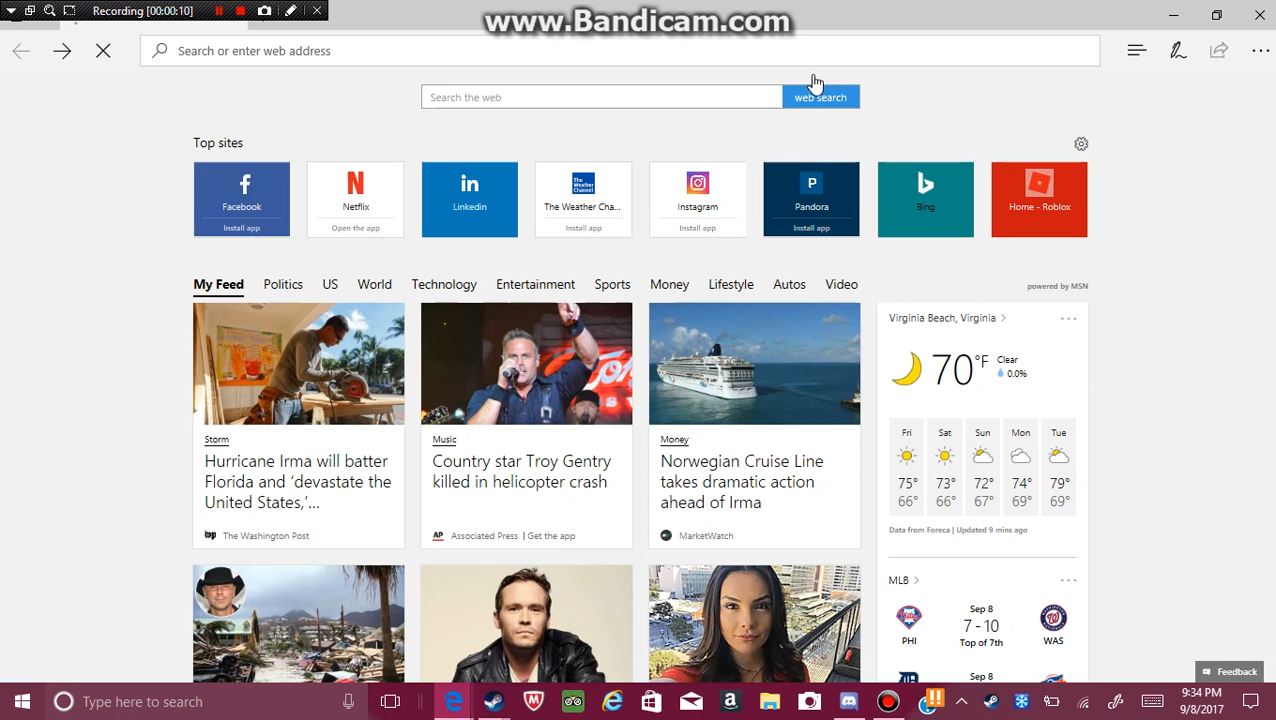 Recording [00:00:10]
www.Bandicam.com
Search or enter web address
Search the web
web search
Top sites
Facebook
Install app
Netflix
Open the app
Linkedin
The Weather Channel
The Weather Cha...
Install app
Instagram
Install app
P
Pandora
Install app
Bing
Home - Roblox
My Feed Politics US World Technology Entertainment Sports Money Lifestyle Autos Video
powered by MSN
Storm
Hurricane Irma will batter
Florida and ‘devastate the
United States,’...
wp The Washington Post
Music
Country star Troy Gentry
killed in helicopter crash
AP Associated Press | Get the app
Money
Norwegian Cruise Line
takes dramatic action
ahead of Irma
MarketWatch
Virginia Beach, Virginia >
70°F
Clear
0.0%
Fri Sat Sun Mon Tue
75° 73° 72° 74° 79°
66° 66° 67° 69° 69°
Data from Foreca | Updated 9 mins ago
MLB >
Sep 8
7 - 10
Top of 7th
PHI
WAS
Sep 8
Feedback
Type here to search
9:34 PM
9/8/2017